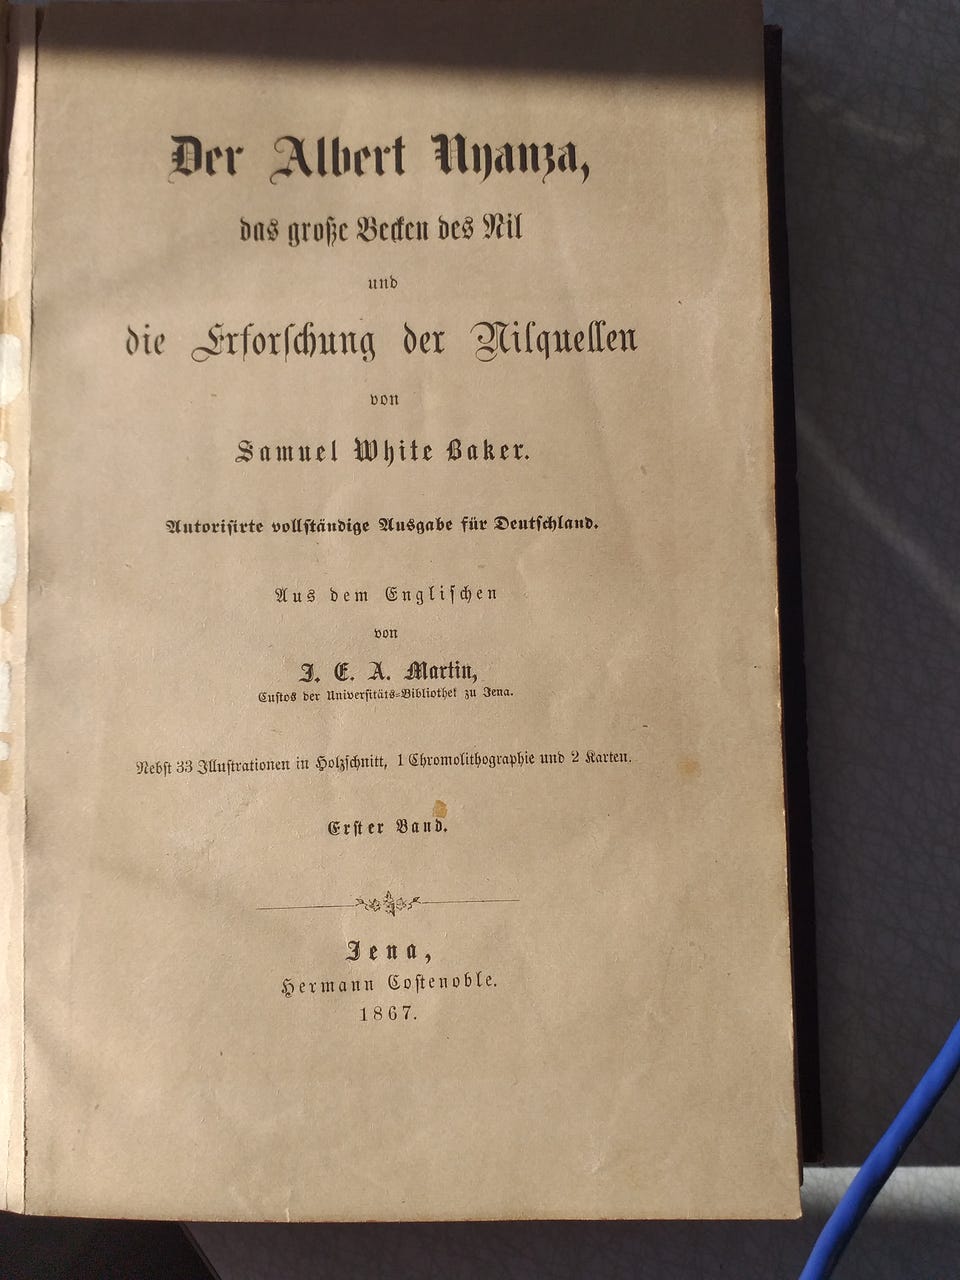 Der Albert Nyanza,
das große Becken des Nil
und
die Erforschung der Nilquellen
von
Samuel White Baker.
Autorisirte vollständige Ausgabe für Deutschland.
Aus dem Englischen
von
J. E. A. Martin,
Custos der Universitäts-Bibliothek zu Jena.
Nebst 33 Illustrationen in Holzschnitt, 1 Chromolithographie und 2 Karten.
Erster Band.
Jena,
Hermann Costenoble.
1867.